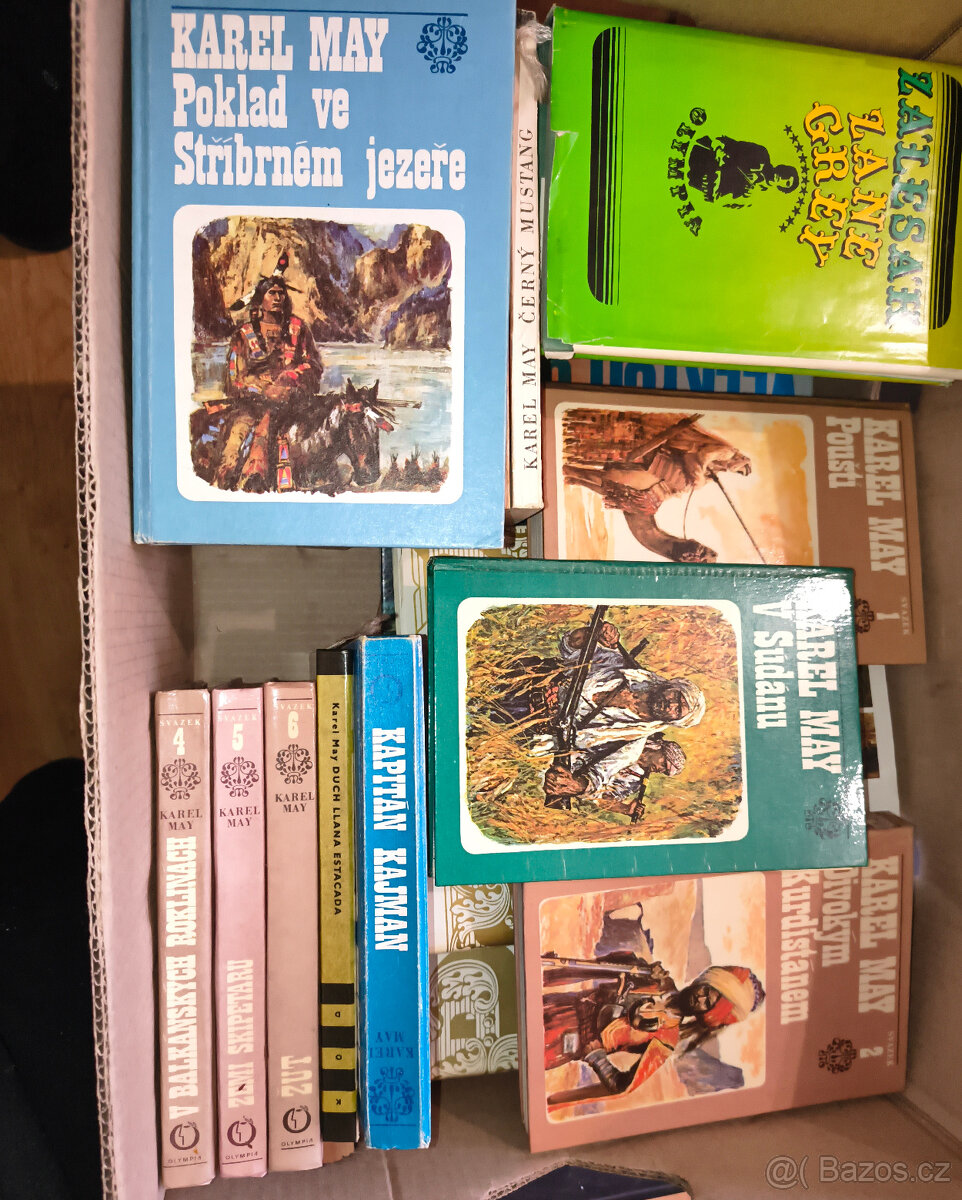 KAREL MAY
Poklad ve
Stříbrném jezeře
KAREL MAY ČERNÝ MUSTANG
ZÁLESÁK
ZANE
GREY
OLYMPIA
KAREL MAY
Pouští
SVAZEK
1
KAREL MAY
V Súdánu
KAREL MAY
Divokým
Kurdistánem
SVAZEK
2
SVAZEK
4
KAREL
MAY
V BALKÁNSKÝCH ROKLINÁCH
OLYMPIA
SVAZEK
5
KAREL
MAY
ZEMÍ SKIPETARŮ
OLYMPIA
SVAZEK
6
KAREL
MAY
ŽUT
OLYMPIA
Karel May DUCH LLANA ESTACADA
K O D
KAPITÁN KAJMAN
KAREL
MAY
@( Bazos.cz